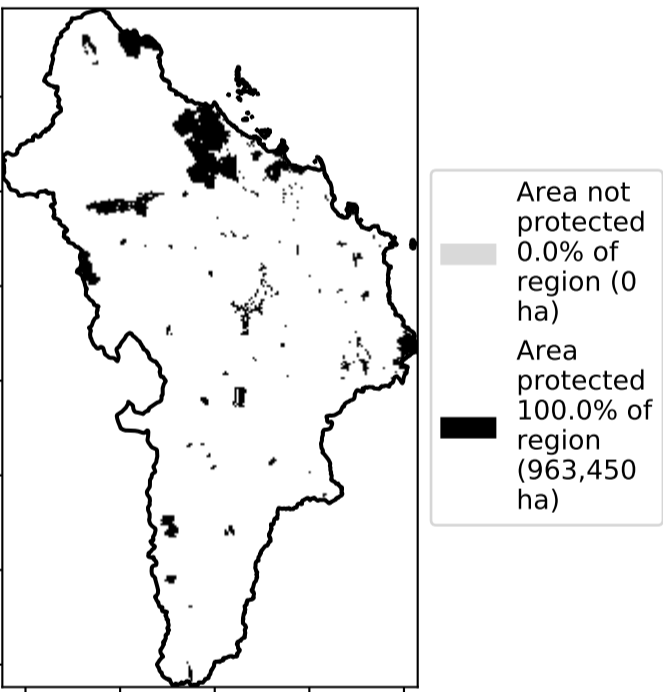 Area not
protected
0.0% of
region (0
ha)
Area
protected
100.0% of
region
(963,450
ha)